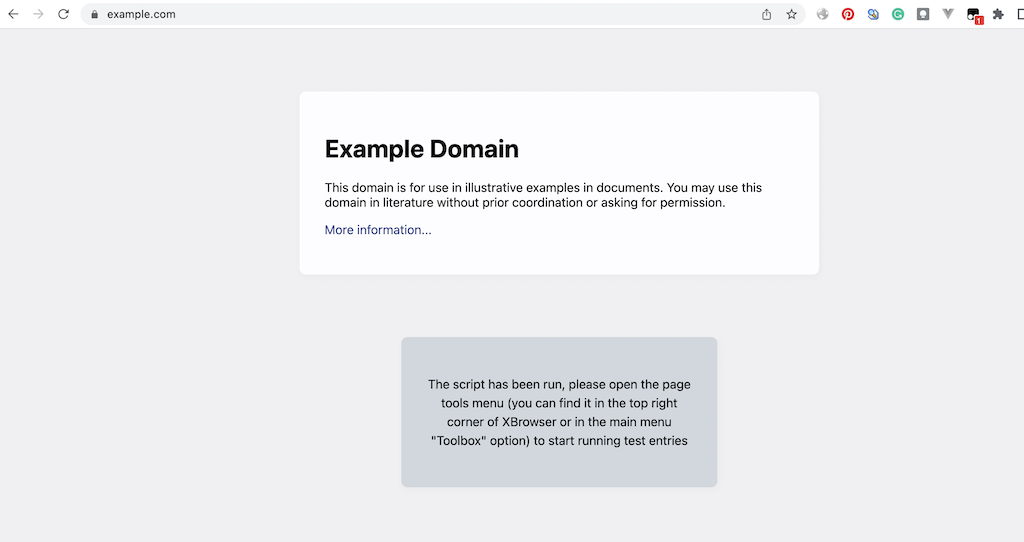 example.com
1
Example Domain
This domain is for use in illustrative examples in documents. You may use this
domain in literature without prior coordination or asking for permission.
More information...
The script has been run, please open the page
tools menu (you can find it in the top right
corner of XBrowser or in the main menu
"Toolbox" option) to start running test entries